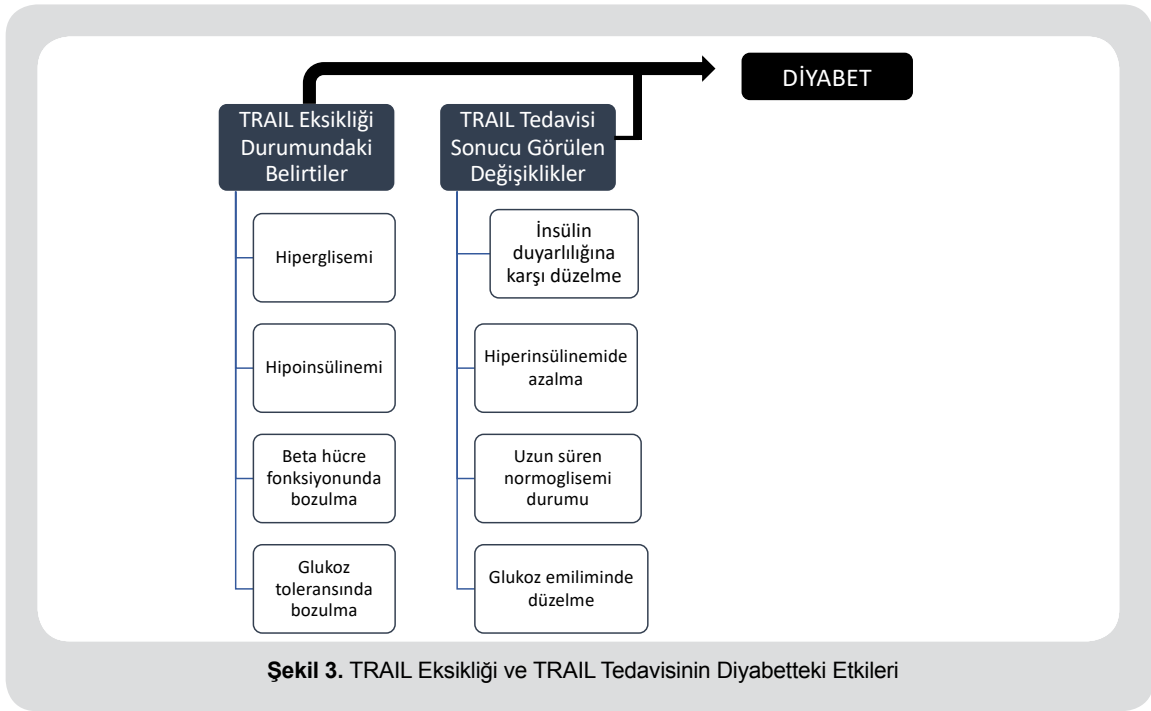 DİYABET
TRAIL Eksikliği
Durumundaki
Belirtiler
Hiperglisemi
Hipoinsülinemi
Beta hücre
fonksiyonunda
bozulma
Glukoz
toleransında
bozulma
TRAIL Tedavisi
Sonucu Görülen
Değişiklikler
İnsülin
duyarlılığına
karşı düzelme
Hiperinsülinemide
azalma
Uzun süren
normoglisemi
durumu
Glukoz emiliminde
düzelme
Şekil 3. TRAIL Eksikliği ve TRAIL Tedavisinin Diyabetteki Etkileri